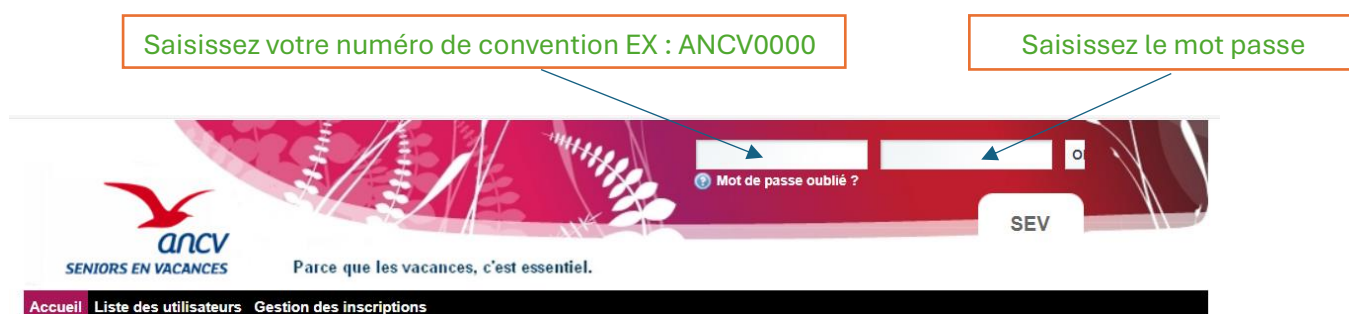 Saisissez votre numéro de convention EX : ANCV0000
Saisissez le mot passe
Mot de passe oublié ?
SEV
ancv
SENIORS EN VACANCES
Parce que les vacances, c'est essentiel.
Accueil Liste des utilisateurs Gestion des inscriptions